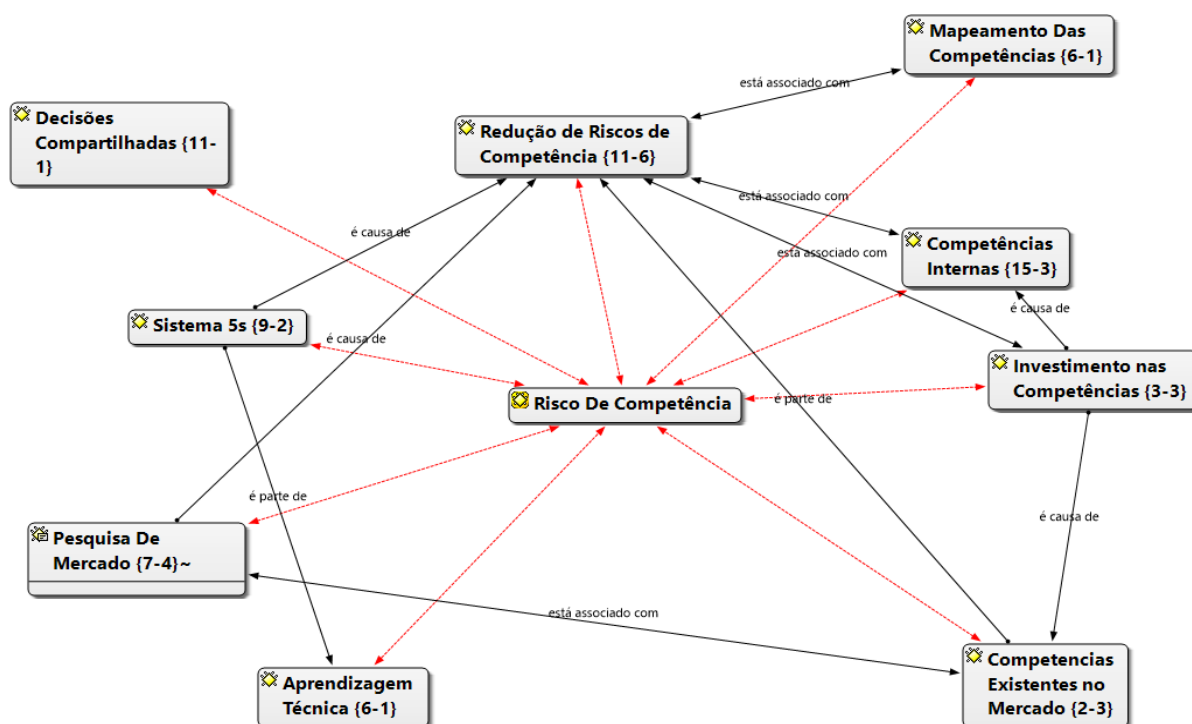 Mapeamento Das
Competências {6-1}
está associado com
Decisões
Compartilhadas {11-
1}
Redução de Riscos de
Competência {11-6}
está associado com
é causa de
está associado com
Competências
Internas {15-3}
Sistema 5s {9-2}
é causa de
é causa de
Investimento nas
Competências {3-3}
Risco De Competência
é parte de
é parte de
Pesquisa De
Mercado {7-4}~
é causa de
está associado com
Aprendizagem
Técnica {6-1}
Competencias
Existentes no
Mercado {2-3}